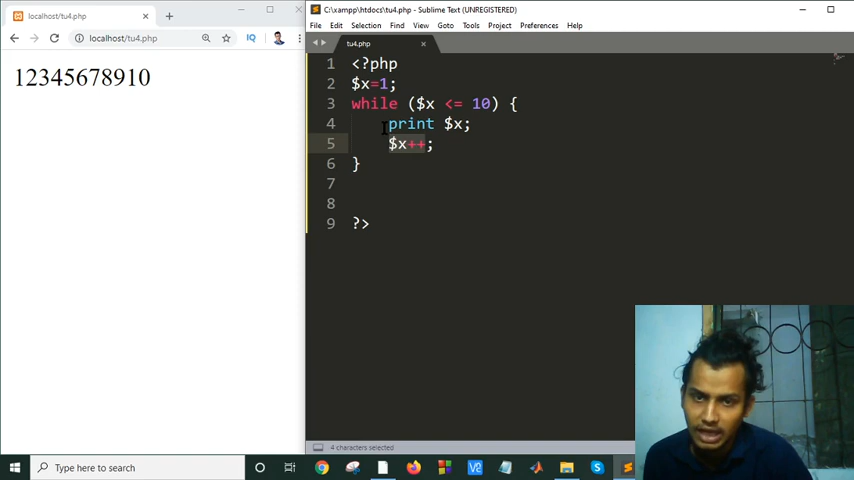 localhost/tu4.php
localhost/tu4.php
IQ
12345678910
C:\xampp\htdocs\tu4.php - Sublime Text (UNREGISTERED)
File Edit Selection Find View Goto Tools Project Preferences Help
tu4.php
1 <?php
2 $x=1;
3 while ($x <= 10) {
4 print $x;
5 $x++;
6 }
7
8
9 ?>
4 characters selected
Type here to search
V2